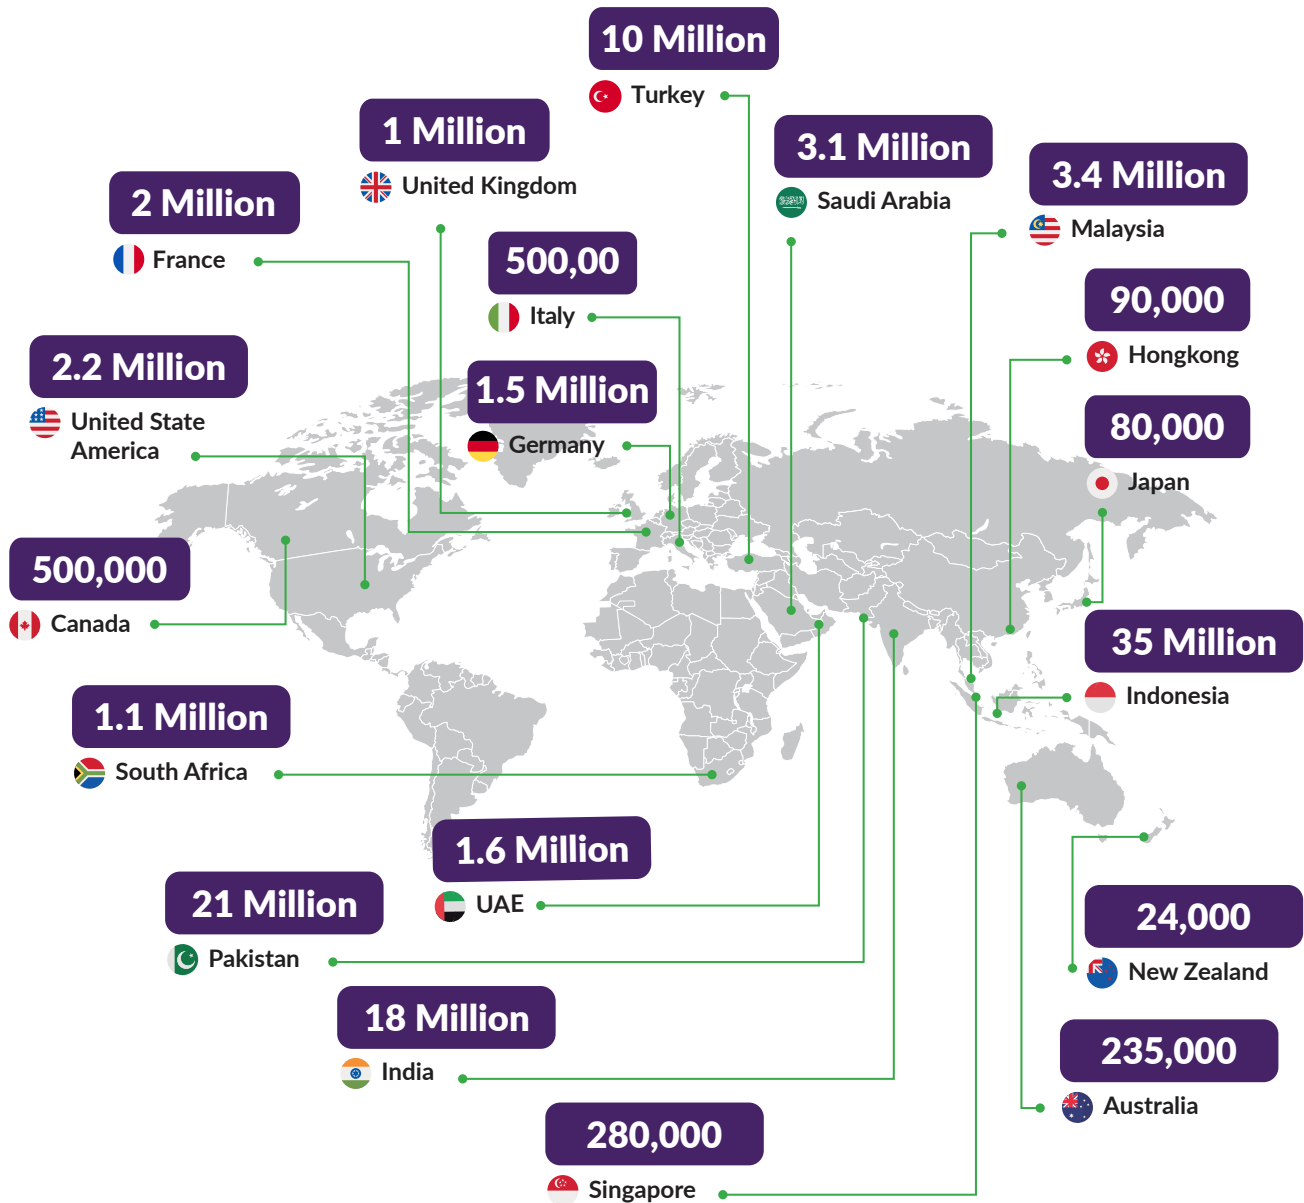 10 Million
Turkey
1 Million
United Kingdom
3.1 Million
Saudi Arabia
3.4 Million
Malaysia
2 Million
France
500,00
Italy
90,000
Hongkong
2.2 Million
United State
America
1.5 Million
Germany
80,000
Japan
500,000
Canada
35 Million
Indonesia
1.1 Million
South Africa
1.6 Million
UAE
21 Million
Pakistan
24,000
New Zealand
18 Million
India
235,000
Australia
280,000
Singapore